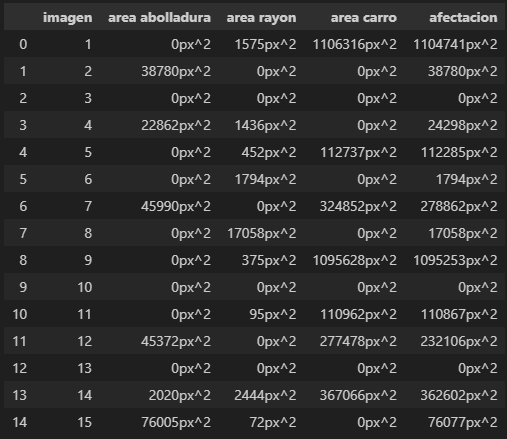 imagen area abolladura area rayon area carro afectacion
0 1 0px^2 1575px^2 1106316px^2 1104741px^2
1 2 38780px^2 0px^2 0px^2 38780px^2
2 3 0px^2 0px^2 0px^2 0px^2
3 4 22862px^2 1436px^2 0px^2 24298px^2
4 5 0px^2 452px^2 112737px^2 112285px^2
5 6 0px^2 1794px^2 0px^2 1794px^2
6 7 45990px^2 0px^2 324852px^2 278862px^2
7 8 0px^2 17058px^2 0px^2 17058px^2
8 9 0px^2 375px^2 1095628px^2 1095253px^2
9 10 0px^2 0px^2 0px^2 0px^2
10 11 0px^2 95px^2 110962px^2 110867px^2
11 12 45372px^2 0px^2 277478px^2 232106px^2
12 13 0px^2 0px^2 0px^2 0px^2
13 14 2020px^2 2444px^2 367066px^2 362602px^2
14 15 76005px^2 72px^2 0px^2 76077px^2